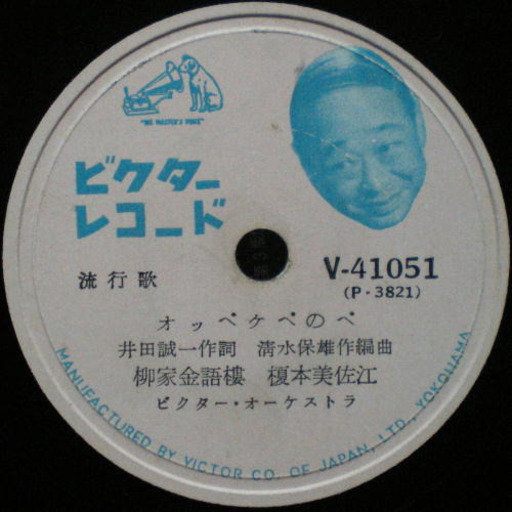 "HIS MASTER'S VOICE"
ビクター
レコード
流行歌
V-41051
(P・3821)
オッペケペのペ
井田誠一作詞 清水保雄作編曲
柳家金語樓 榎本美佐江
ビクター・オーケストラ
MANUFACTURED BY VICTOR CO. OF JAPAN, LTD., YOKOHAMA